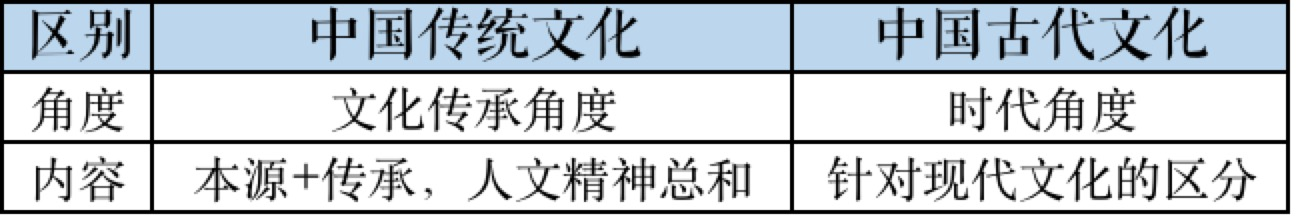 区别 中国传统文化 中国古代文化
角度 文化传承角度 时代角度
内容 本源+传承，人文精神总和 针对现代文化的区分